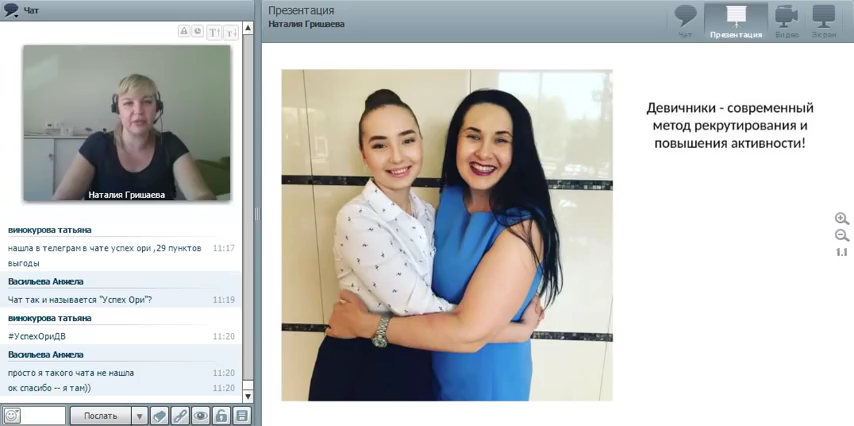 Чат
Наталия Гришаева
винокурова татьяна
нашла в телеграм в чате успех ори ,29 пунктов 11:17
выгоды
Васильева Анжела
Чат так и называется "Успех Ори"? 11:19
винокурова татьяна
#УспехОриДВ 11:20
Васильева Анжела
просто я такого чата не нашла 11:20
ок спасибо -- я там)) 11:20
Послать
Презентация
Наталия Гришаева
Чат Презентация Видео Экран
Девичники - современный
метод рекрутирования и
повышения активности!
1:1